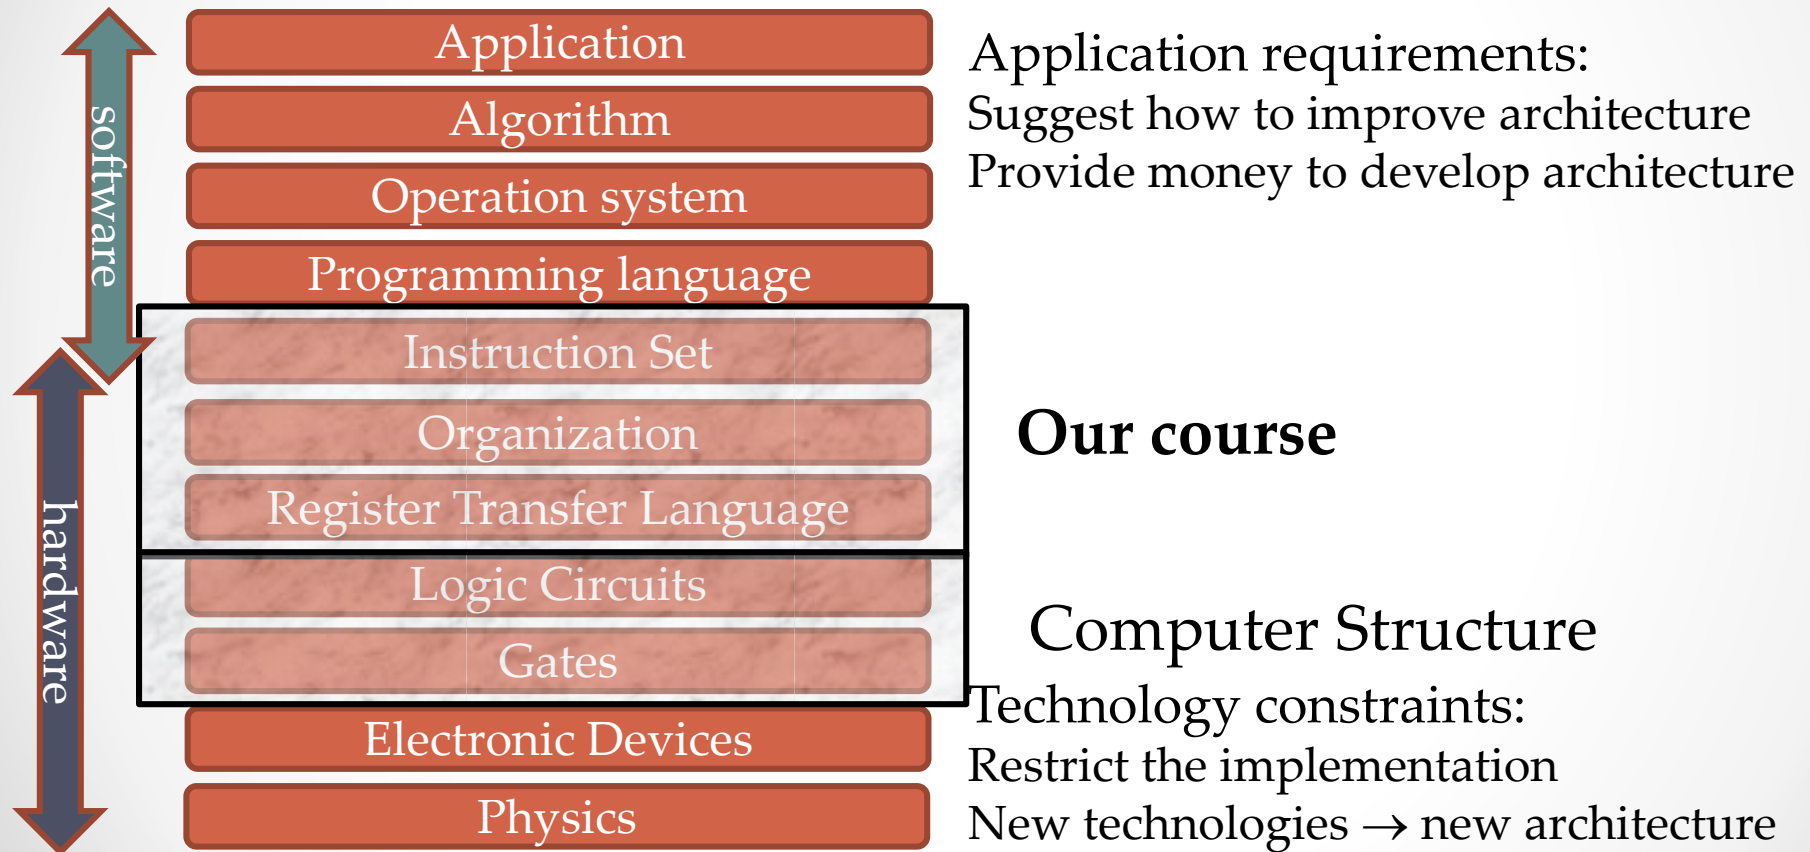 software
hardware
Application
Algorithm
Operation system
Programming language
Instruction Set
Organization
Register Transfer Language
Logic Circuits
Gates
Electronic Devices
Physics
Application requirements:
Suggest how to improve architecture
Provide money to develop architecture
Our course
Computer Structure
Technology constraints:
Restrict the implementation
New technologies → new architecture